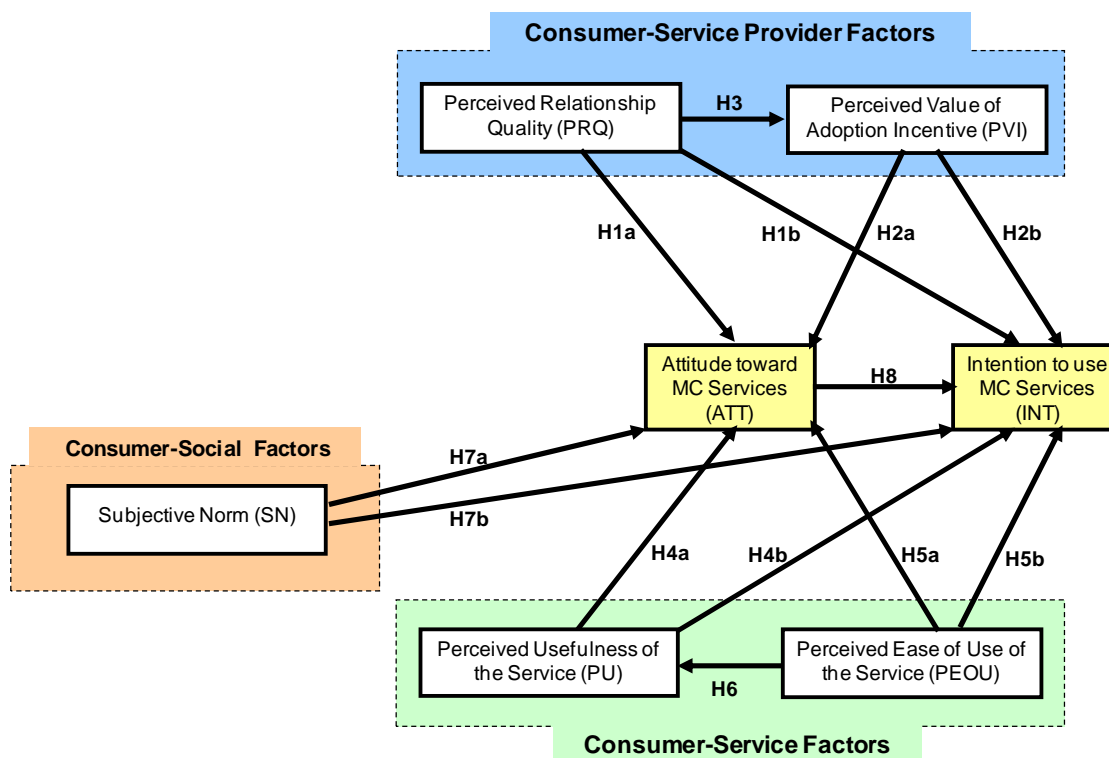 Consumer-Service Provider Factors
Perceived Relationship
Quality (PRQ)
H3
Perceived Value of
Adoption Incentive (PVI)
H1a
H1b
H2a
H2b
Attitude toward
MC Services
(ATT)
H8
Intention to use
MC Services
(INT)
Consumer-Social Factors
Subjective Norm (SN)
H7a
H7b
H4a
H4b
H5a
H5b
Perceived Usefulness of
the Service (PU)
H6
Perceived Ease of Use of
the Service (PEOU)
Consumer-Service Factors